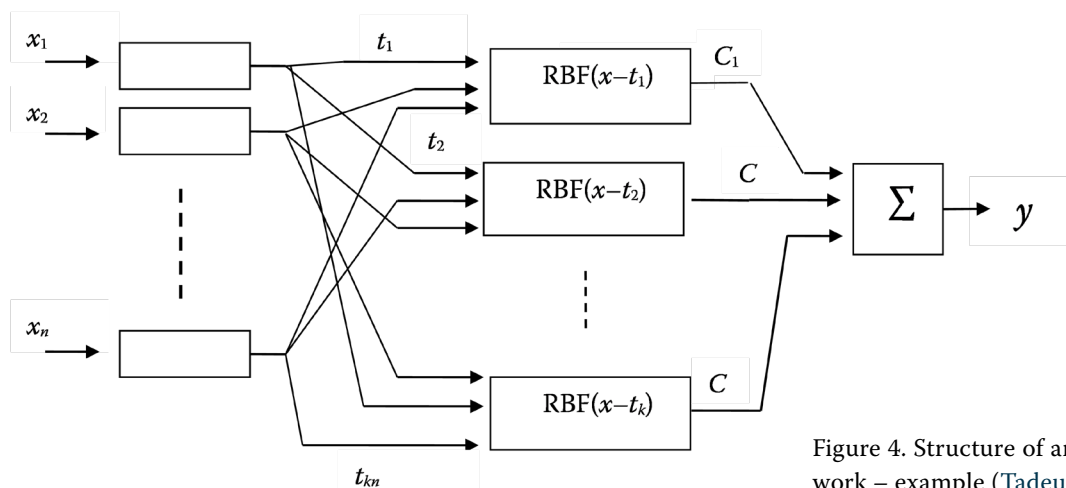 x1
t1
C1
RBF(x–t1)
x2
t2
C
RBF(x–t2)
Σ
y
xn
C
RBF(x–tk)
tkn
Figure 4. Structure of
work – example (Tadeu